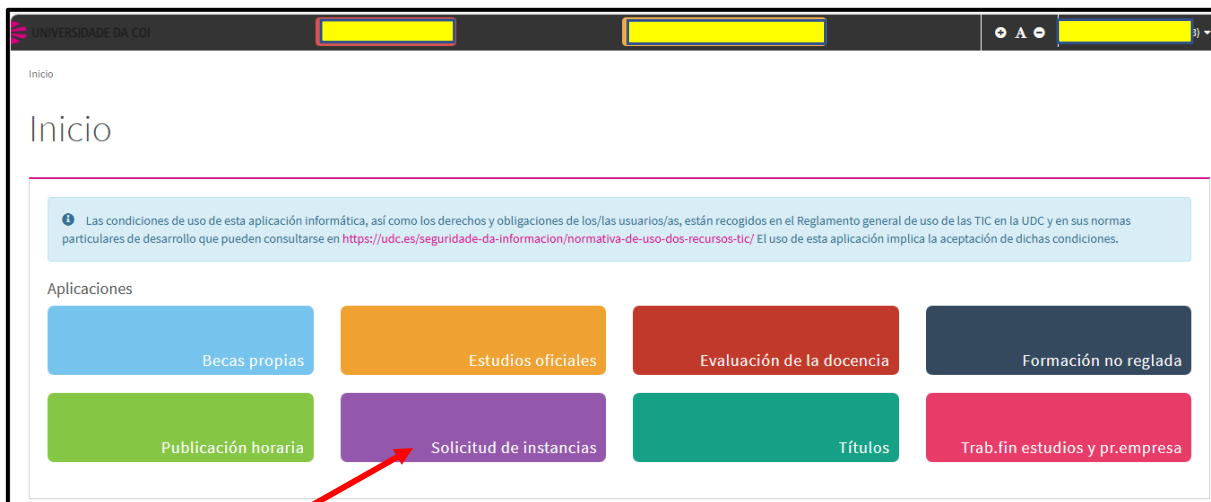 UNIVERSIDADE DA COI
A
3)
Inicio
Inicio
Las condiciones de uso de esta aplicación informática, así como los derechos y obligaciones de los/las usuarios/as, están recogidos en el Reglamento general de uso de las TIC en la UDC y en sus normas
particulares de desarrollo que pueden consultarse en https://udc.es/seguridade-da-informacion/normativa-de-uso-dos-recursos-tic/ El uso de esta aplicación implica la aceptación de dichas condiciones.
Aplicaciones
Becas propias
Estudios oficiales
Evaluación de la docencia
Formación no reglada
Publicación horaria
Solicitud de instancias
Títulos
Trab.fin estudios y pr.empresa